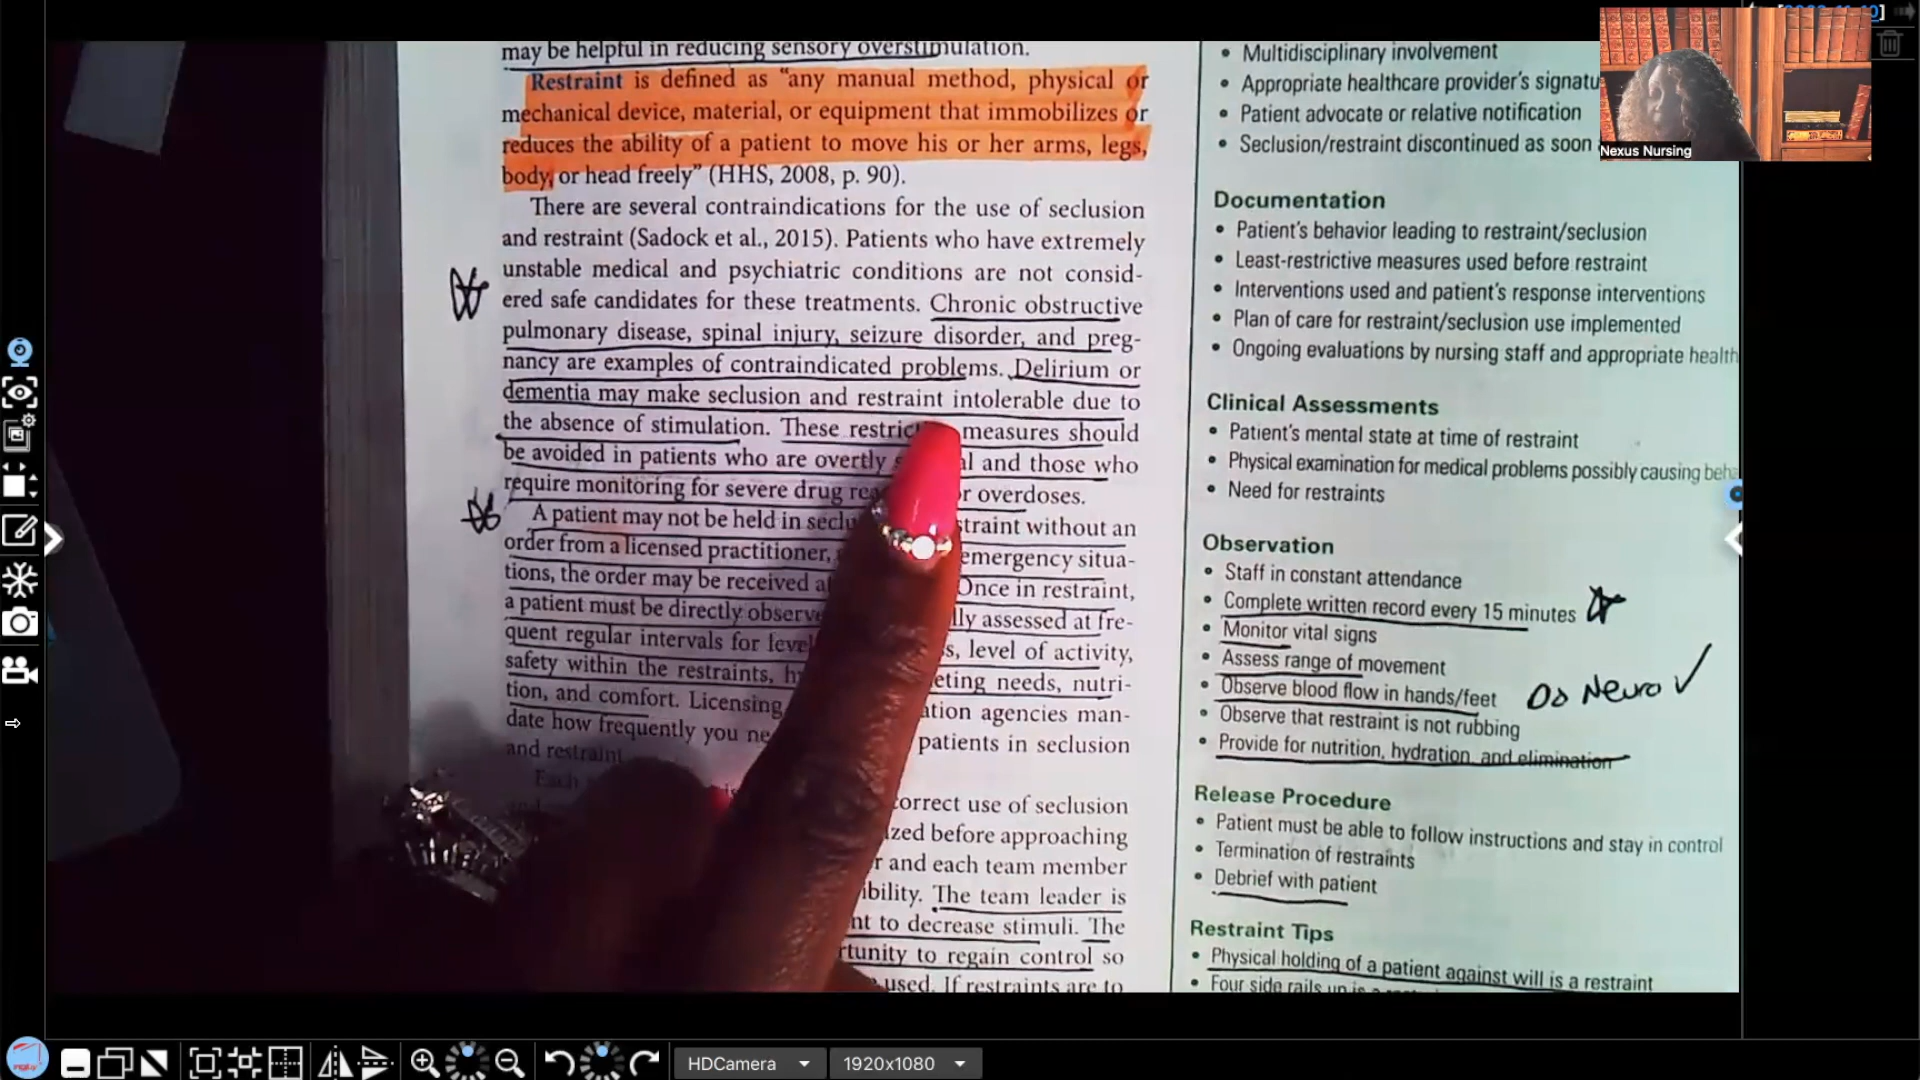 may be helpful in reducing sensory overstimulation.
Restraint is defined as “any manual method, physical or
mechanical device, material, or equipment that immobilizes or
reduces the ability of a patient to move his or her arms, legs,
body, or head freely” (HHS, 2008, p. 90).
There are several contraindications for the use of seclusion
and restraint (Sadock et al., 2015). Patients who have extremely
unstable medical and psychiatric conditions are not consid-
ered safe candidates for these treatments. Chronic obstructive
pulmonary disease, spinal injury, seizure disorder, and preg-
nancy are examples of contraindicated problems. Delirium or
dementia may make seclusion and restraint intolerable due to
the absence of stimulation. These measures should
be avoided in patients who are overtly and those who
require monitoring for severe drug or overdoses.
A patient may not be held in without an
order from a licensed practitioner, emergency situa-
tions, the order may be received Once in restraint,
a patient must be directly assessed at fre-
quent regular intervals for level of activity,
safety within the restraints, needs, nutri-
tion, and comfort. Licensing agencies man-
date how frequently you patients in seclusion
and restraint
Each
correct use of seclusion
before approaching
and each team member
The team leader is
to decrease stimuli. The
to regain control so
used. If restraints are to
Multidisciplinary involvement
Appropriate healthcare provider’s
Patient advocate or relative notification
Seclusion/restraint discontinued as soon
Documentation
Patient’s behavior leading to restraint/seclusion
Least-restrictive measures used before restraint
Interventions used and patient’s response interventions
Plan of care for restraint/seclusion use implemented
Ongoing evaluations by nursing staff and appropriate health
Clinical Assessments
Patient’s mental state at time of restraint
Physical examination for medical problems possibly causing
Need for restraints
Observation
Staff in constant attendance
Complete written record every 15 minutes
Monitor vital signs
Assess range of movement
Observe blood flow in hands/feet Do Neuro ✓
Observe that restraint is not rubbing
Provide for nutrition, hydration, and elimination
Release Procedure
Patient must be able to follow instructions and stay in control
Termination of restraints
Debrief with patient
Restraint Tips
Physical holding of a patient against will is a restraint
Four side rails up is a
Nexus Nursing
HDCamera
1920x1080